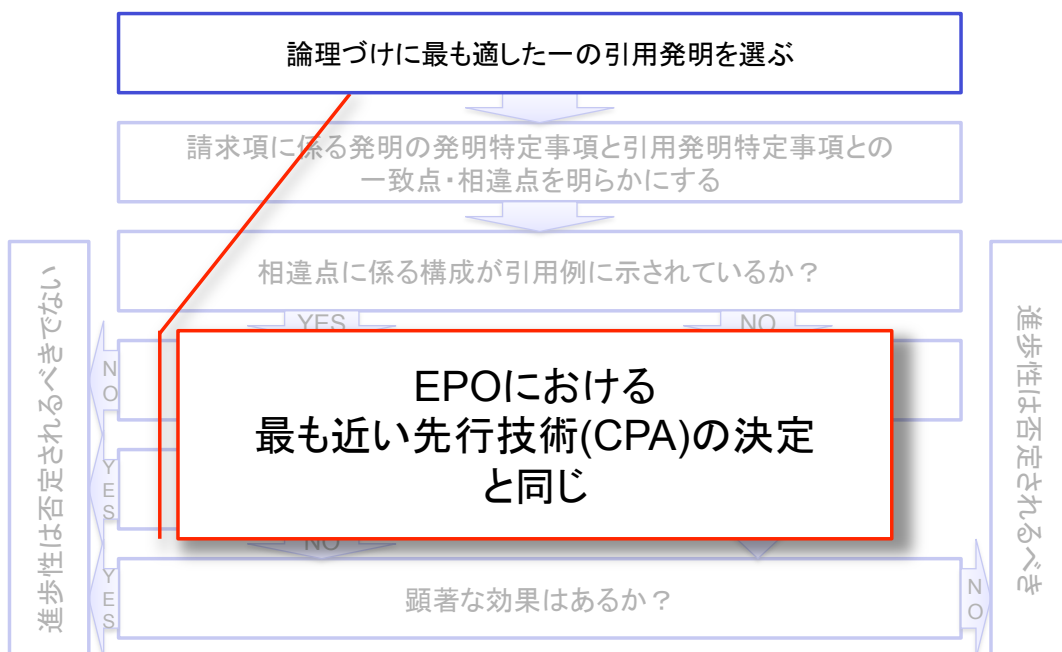 論理づけに最も適した一の引用発明を選ぶ
請求項に係る発明の発明特定事項と引用発明特定事項との
一致点・相違点を明らかにする
相違点に係る構成が引用例に示されているか？
YES
NO
NO
EPOにおける
最も近い先行技術(CPA)の決定
と同じ
YES
NO
顕著な効果はあるか？
YES
NO
進歩性は否定されるべきでない
進歩性は否定されるべき